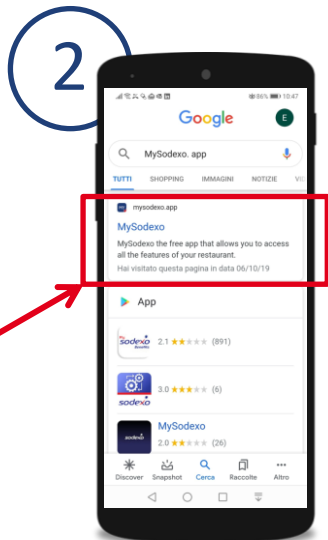 2
86% 10:47
Google
E
MySodexo. app
TUTTI SHOPPING IMMAGINI NOTIZIE
mysodexo.app
MySodexo
MySodexo the free app that allows you to access
all the features of your restaurant.
Hai visitato questa pagina in data 06/10/19
App
My
sodexo
2.1 ★★★★★ (891)
3.0 ★★★★★ (6)
sodexo
MySodexo
sodexo
2.0 ★★★★★ (26)
Discover Snapshot Cerca Raccolte Altro